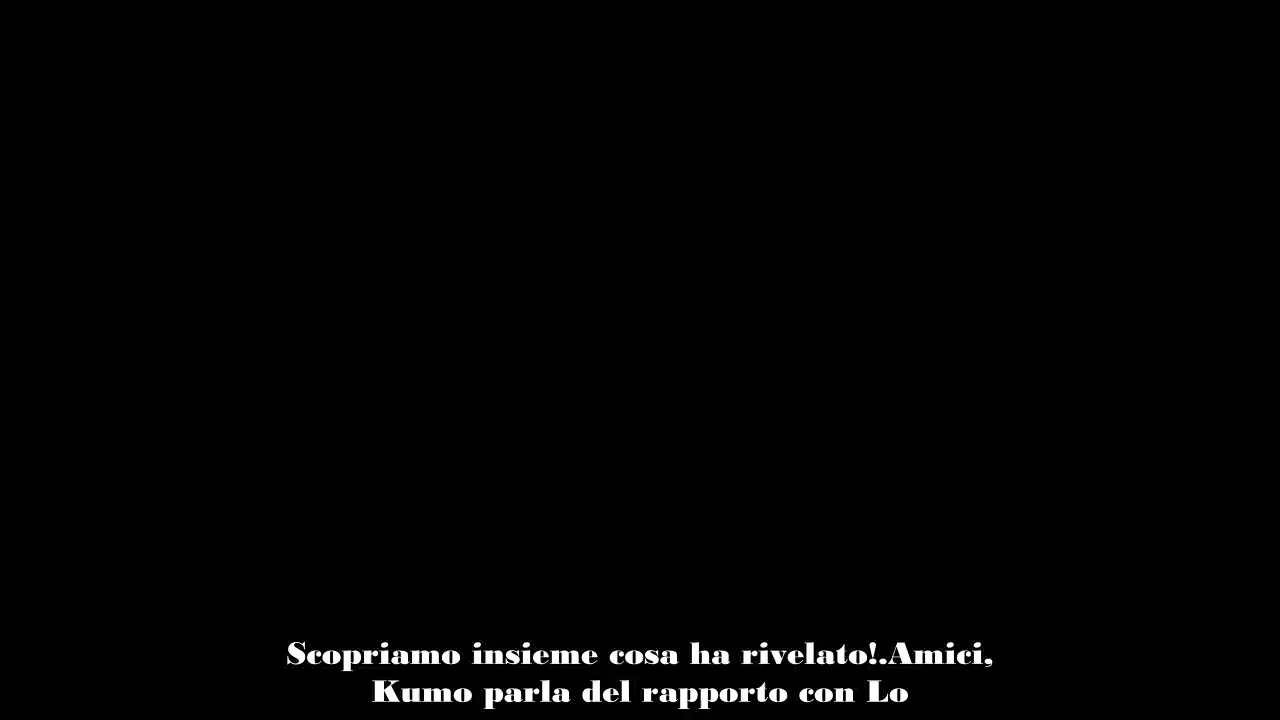 Scopriamo insieme cosa ha rivelato!.Amici,
Kumo parla del rapporto con Lo